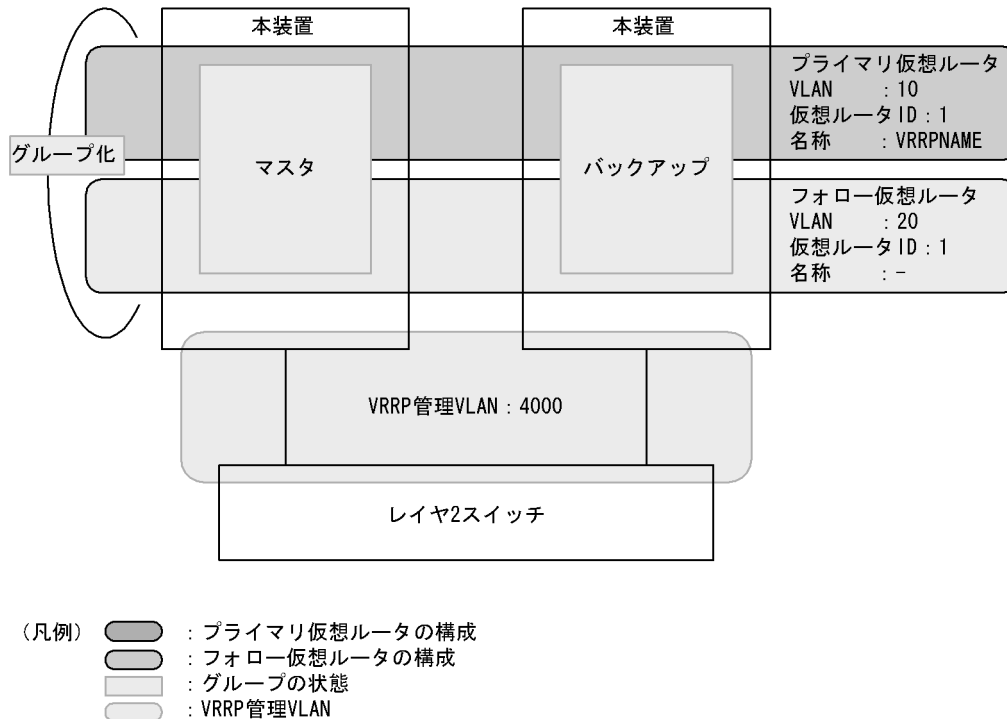 本装置
本装置
プライマリ仮想ルータ
VLAN : 10
仮想ルータID : 1
名称 : VRRPNAME
グループ化
マスタ
バックアップ
フォロー仮想ルータ
VLAN : 20
仮想ルータID : 1
名称 : -
VRRP管理VLAN : 4000
レイヤ2スイッチ
(凡例)
: プライマリ仮想ルータの構成
: フォロー仮想ルータの構成
: グループの状態
: VRRP管理VLAN